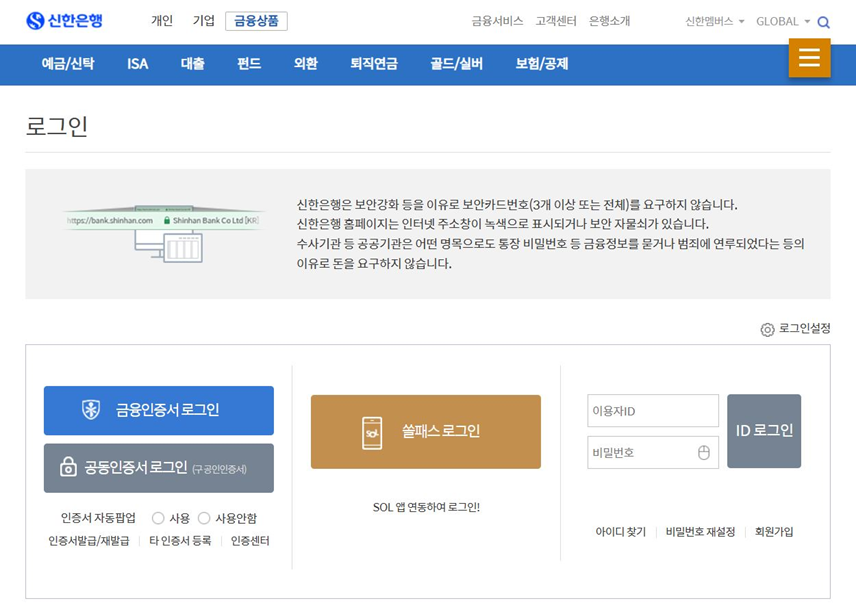 신한은행 개인 기업 금융상품 금융서비스 고객센터 은행소개 신한멤버스 GLOBAL
예금/신탁 ISA 대출 펀드 외환 퇴직연금 골드/실버 보험/공제
로그인
https://bank.shinhan.com Shinhan Bank Co Ltd [KR]
신한은행은 보안강화 등을 이유로 보안카드번호(3개 이상 또는 전체)를 요구하지 않습니다.
신한은행 홈페이지는 인터넷 주소창이 녹색으로 표시되거나 보안 자물쇠가 있습니다.
수사기관 등 공공기관은 어떤 명목으로도 통장 비밀번호 등 금융정보를 묻거나 범죄에 연루되었다는 등의
이유로 돈을 요구하지 않습니다.
로그인설정
금융인증서 로그인
공동인증서 로그인 (구 공인인증서)
인증서 자동팝업 사용 사용안함
인증서발급/재발급 타 인증서 등록 인증센터
SOL
쏠패스 로그인
SOL 앱 연동하여 로그인!
이용자ID
비밀번호
ID 로그인
아이디 찾기 비밀번호 재설정 회원가입